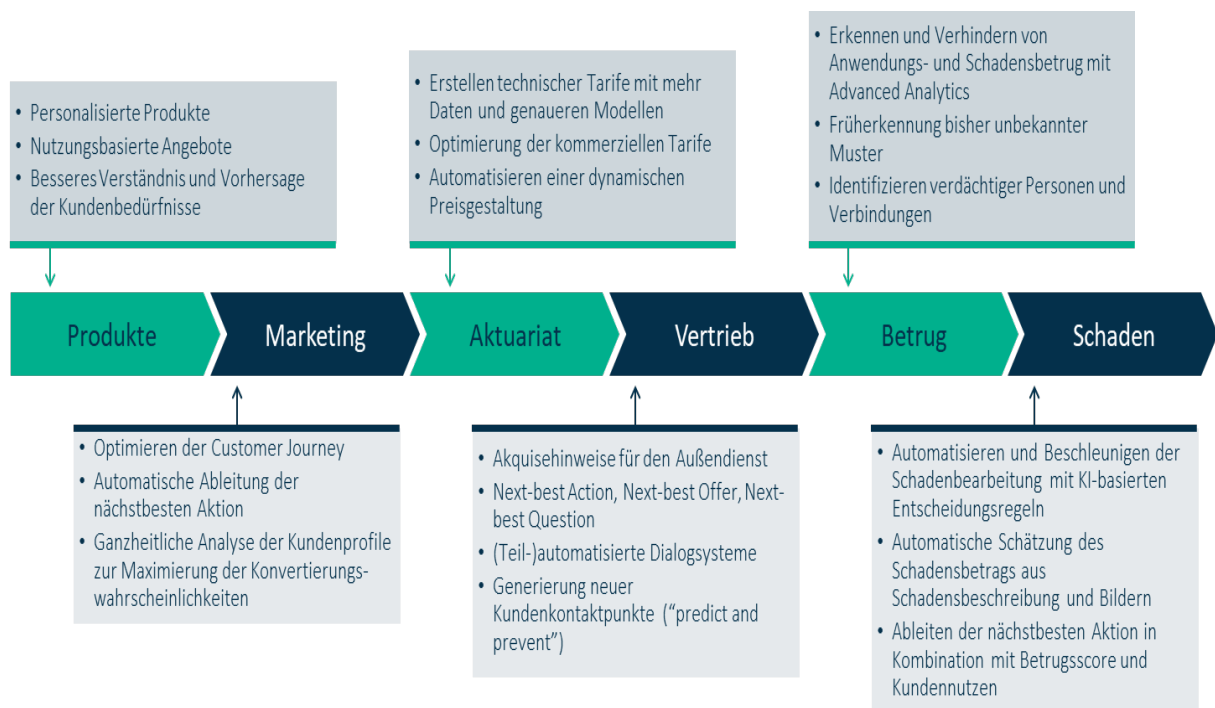 • Personalisierte Produkte
• Nutzungsbasierte Angebote
• Besseres Verständnis und Vorhersage
der Kundenbedürfnisse
• Erstellen technischer Tarife mit mehr
Daten und genaueren Modellen
• Optimierung der kommerziellen Tarife
• Automatisieren einer dynamischen
Preisgestaltung
• Erkennen und Verhindern von
Anwendungs- und Schadensbetrug mit
Advanced Analytics
• Früherkennung bisher unbekannter
Muster
• Identifizieren verdächtiger Personen und
Verbindungen
Produkte
Marketing
Aktuariat
Vertrieb
Betrug
Schaden
• Optimieren der Customer Journey
• Automatische Ableitung der
nächstbesten Aktion
• Ganzheitliche Analyse der Kundenprofile
zur Maximierung der Konvertierungs-
wahrscheinlichkeiten
• Akquisehinweise für den Außendienst
• Next-best Action, Next-best Offer, Next-
best Question
• (Teil-)automatisierte Dialogsysteme
• Generierung neuer
Kundenkontaktpunkte (“predict and
prevent”)
• Automatisieren und Beschleunigen der
Schadenbearbeitung mit KI-basierten
Entscheidungsregeln
• Automatische Schätzung des
Schadensbetrags aus
Schadensbeschreibung und Bildern
• Ableiten der nächstbesten Aktion in
Kombination mit Betrugsscore und
Kundennutzen